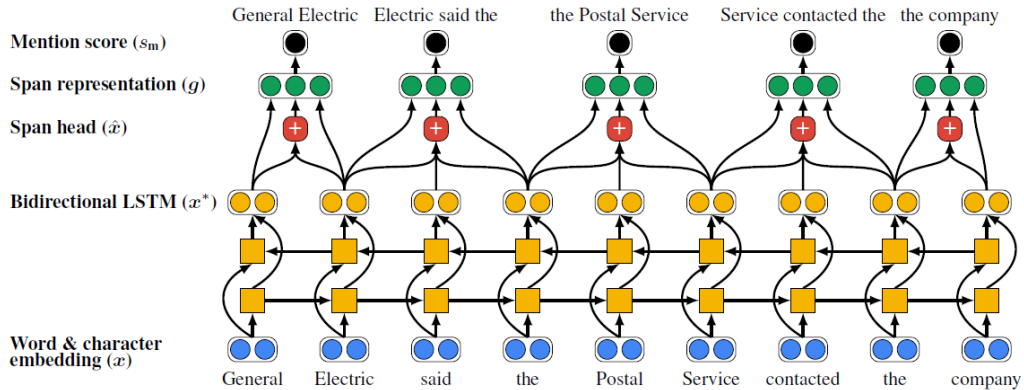 General Electric
Electric said the
the Postal Service
Service contacted the
the company
Mention score (sₘ)
Span representation (g)
Span head (x̂)
+
+
+
+
+
Bidirectional LSTM (x*)
Word & character
embedding (x)
General
Electric
said
the
Postal
Service
contacted
the
company